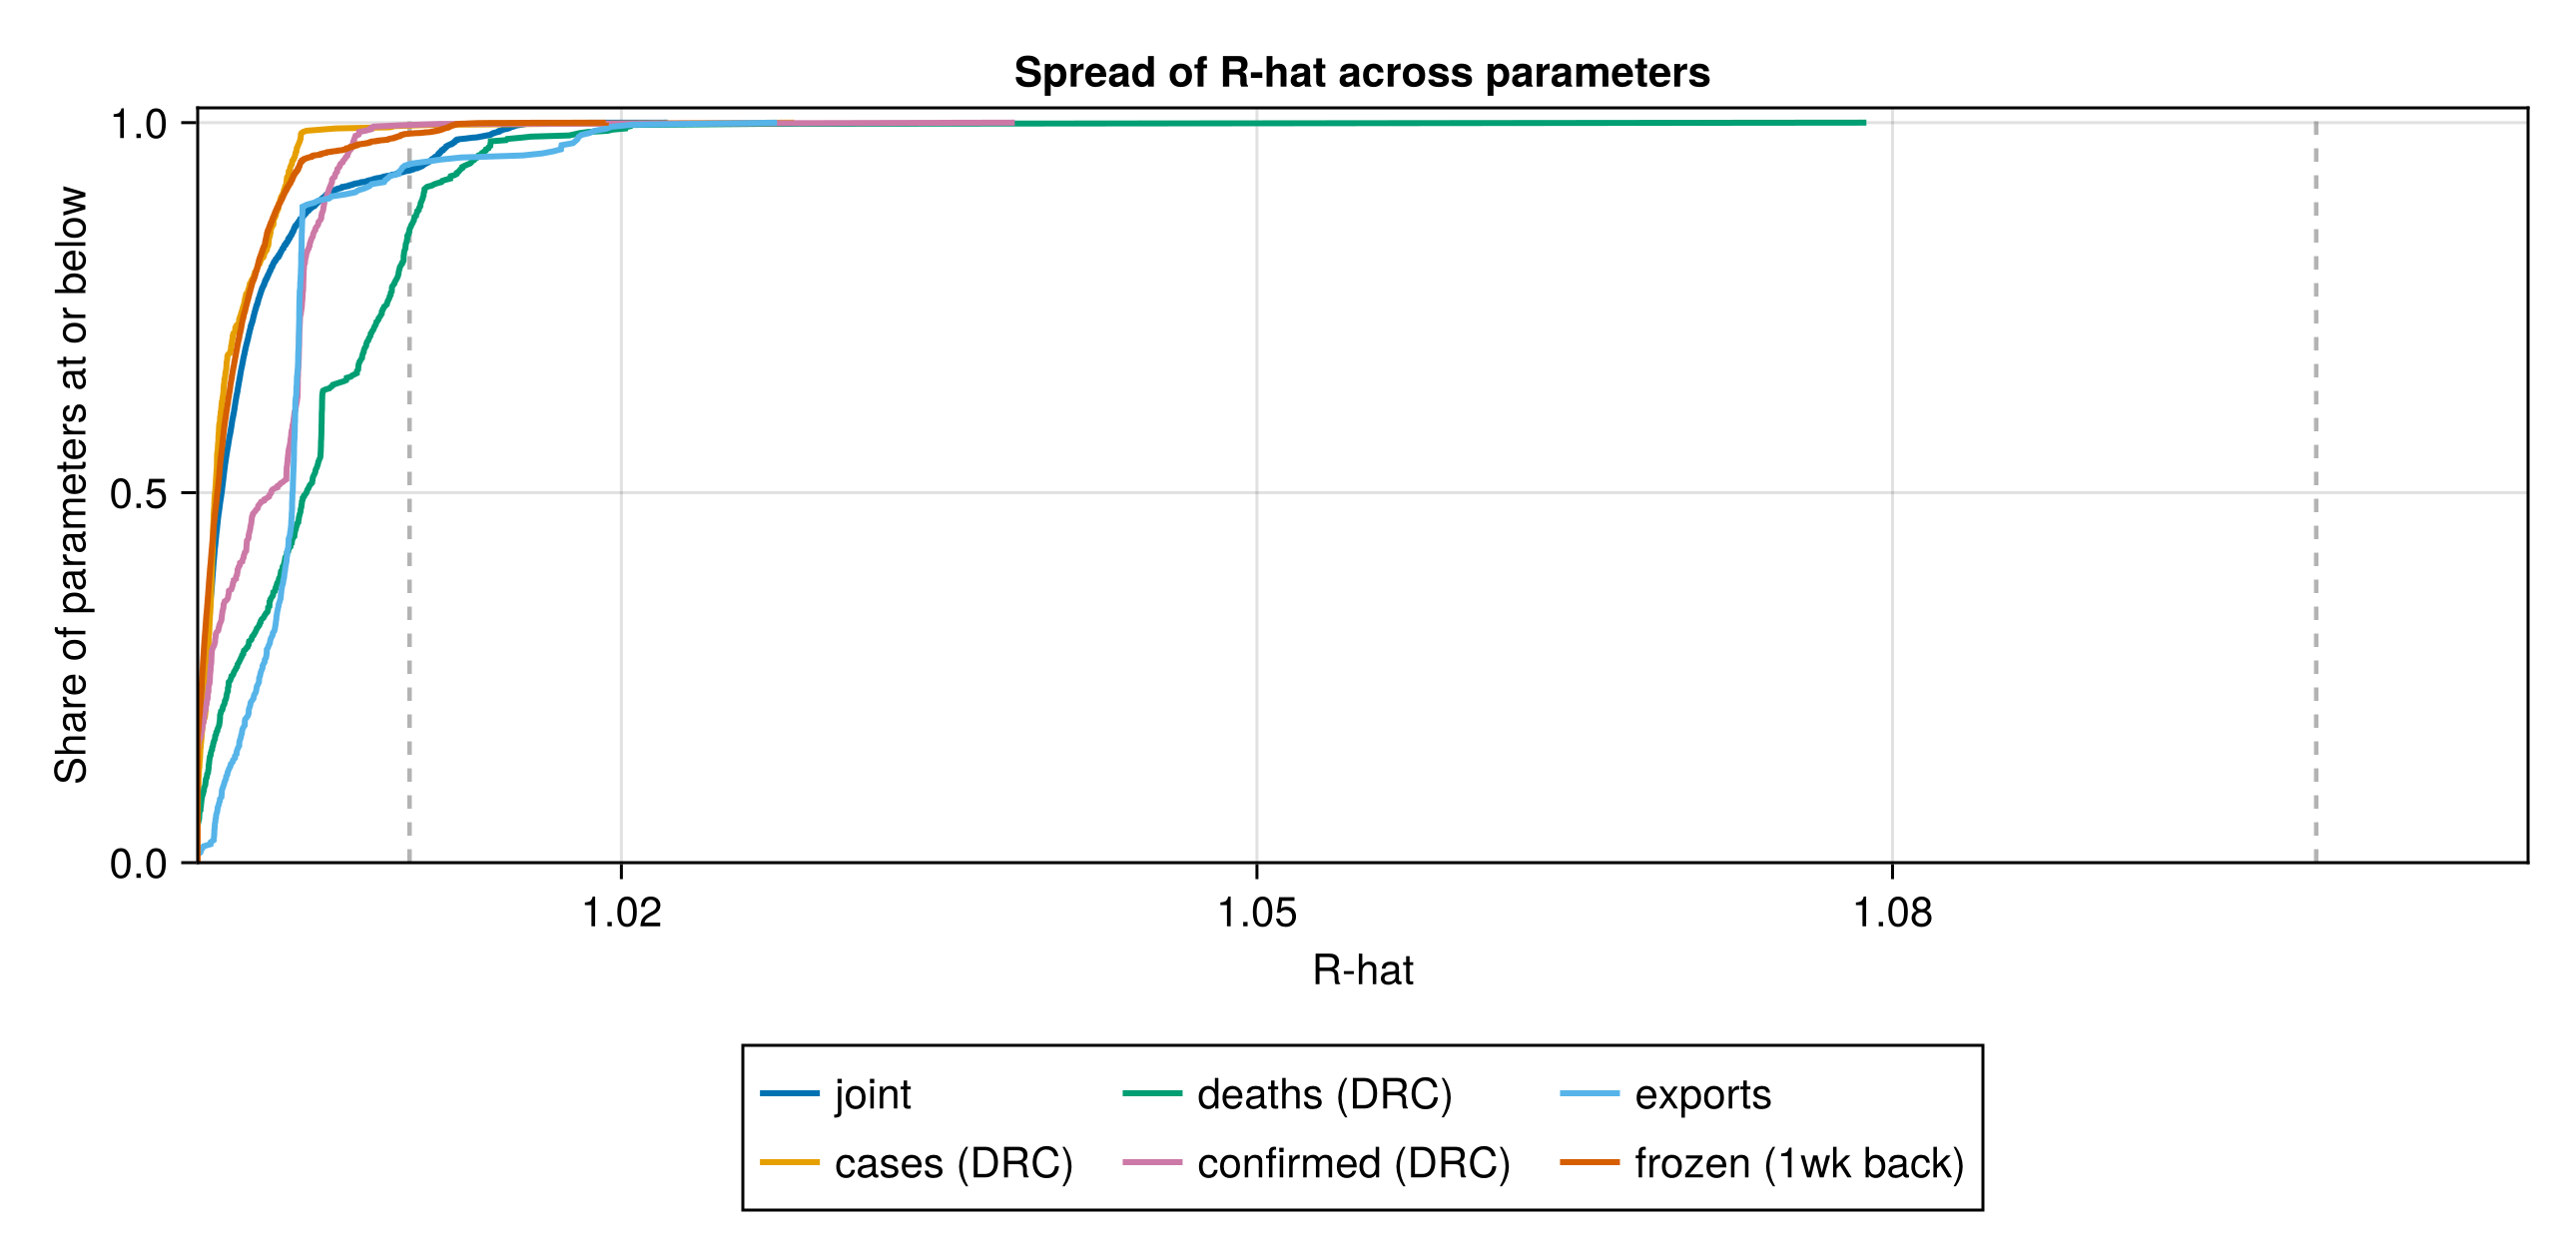 Spread of R-hat across parameters
Share of parameters at or below
1.0
0.5
0.0
1.02 1.05 1.08
R-hat
joint deaths (DRC) exports
cases (DRC) confirmed (DRC) frozen (1wk back)